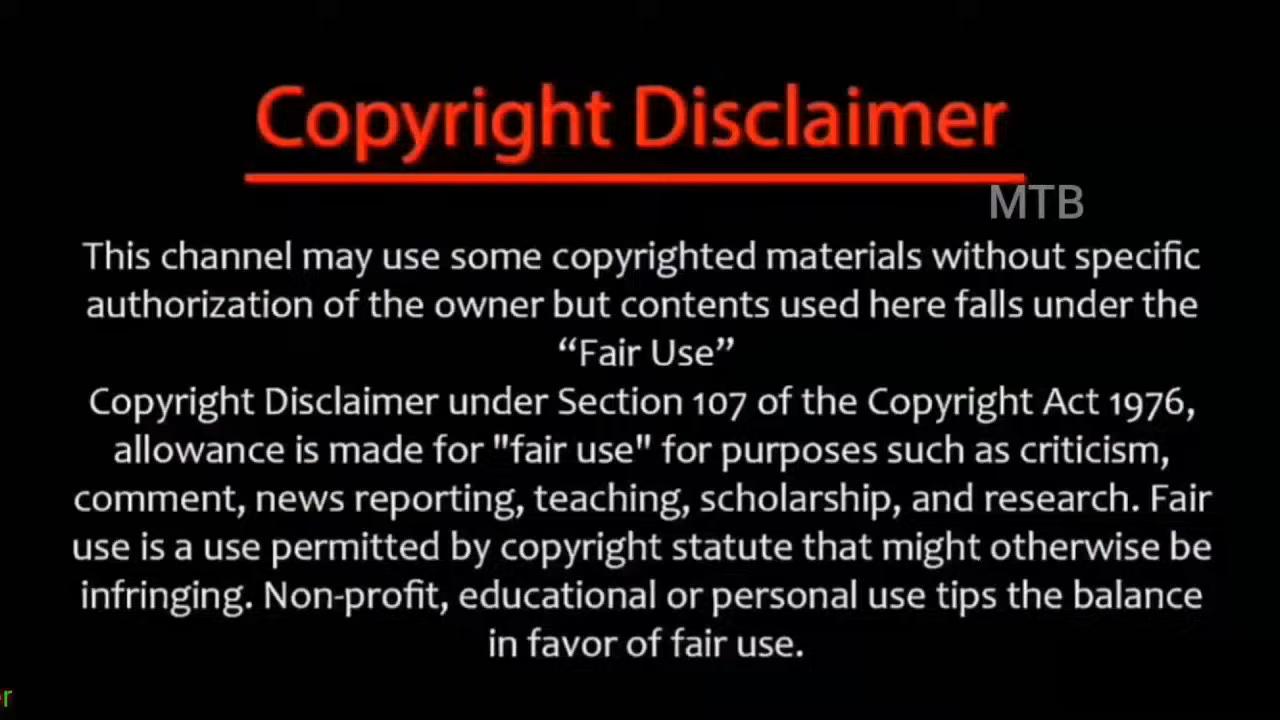 Copyright Disclaimer
MTB
This channel may use some copyrighted materials without specific
authorization of the owner but contents used here falls under the
“Fair Use”
Copyright Disclaimer under Section 107 of the Copyright Act 1976,
allowance is made for "fair use" for purposes such as criticism,
comment, news reporting, teaching, scholarship, and research. Fair
use is a use permitted by copyright statute that might otherwise be
infringing. Non-profit, educational or personal use tips the balance
in favor of fair use.